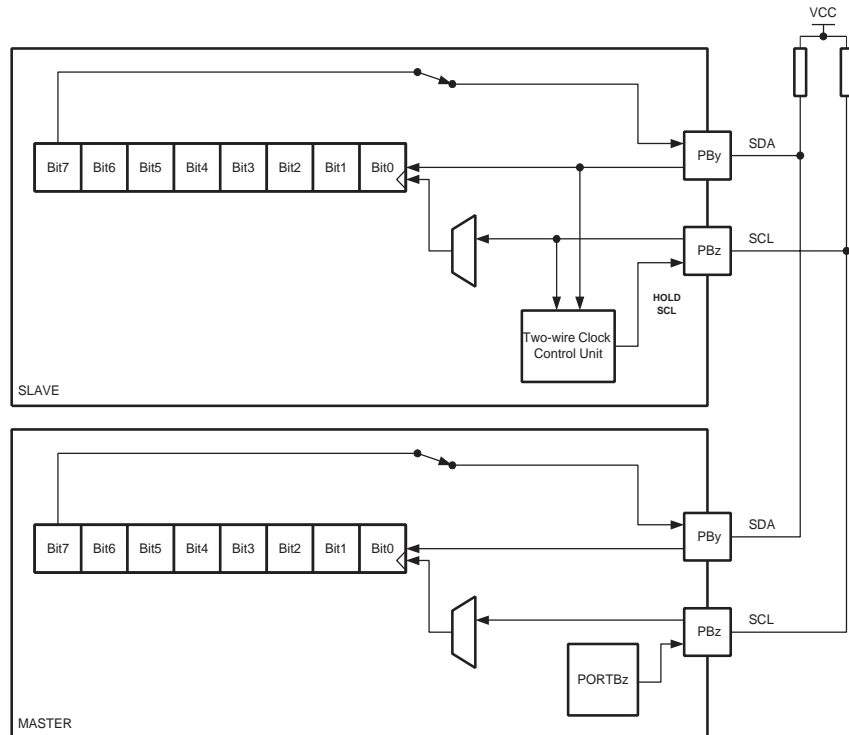 VCC
Bit7 Bit6 Bit5 Bit4 Bit3 Bit2 Bit1 Bit0
PBy
SDA
PBz
SCL
HOLD
SCL
Two-wire Clock
Control Unit
SLAVE
Bit7 Bit6 Bit5 Bit4 Bit3 Bit2 Bit1 Bit0
PBy
SDA
PBz
SCL
PORTBz
MASTER